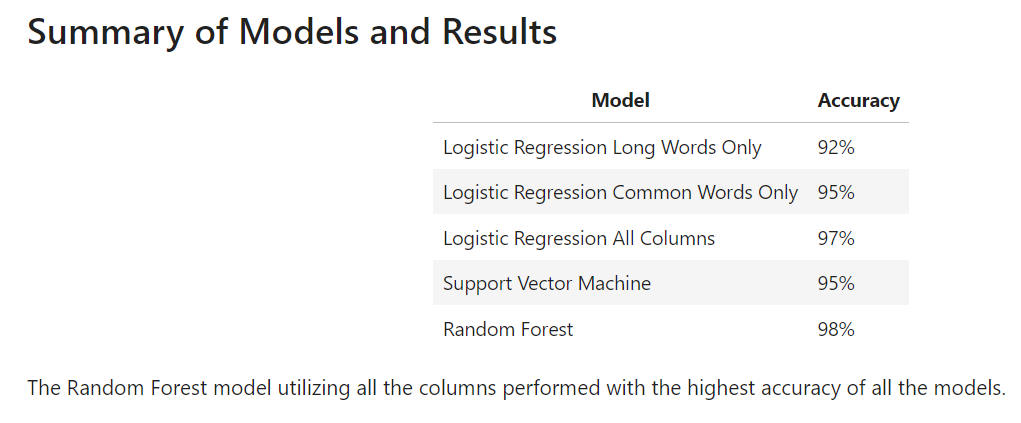 Summary of Models and Results
Model Accuracy
Logistic Regression Long Words Only 92%
Logistic Regression Common Words Only 95%
Logistic Regression All Columns 97%
Support Vector Machine 95%
Random Forest 98%
The Random Forest model utilizing all the columns performed with the highest accuracy of all the models.